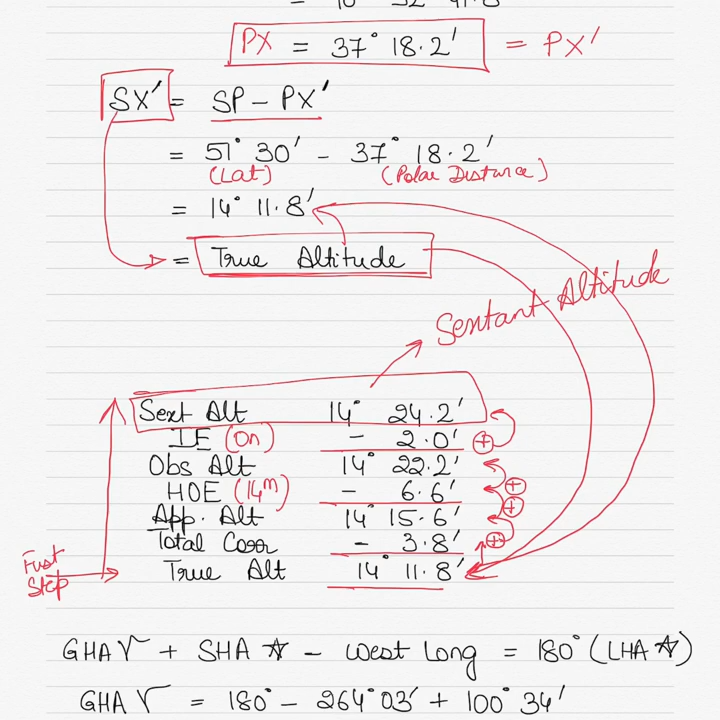 PX = 37° 18.2' = PX'
SX' = SP - PX'
= 51° 30' - 37° 18.2'
(Lat) (Polar Distance)
= 14° 11.8'
= True Altitude
Sextant Altitude
Sext Alt 14° 24.2'
IE (On) - 2.0' +
Obs Alt 14° 22.2'
HOE (14m) - 6.6' +
+
App. Alt 14° 15.6'
Total Corr - 3.8' +
True Alt 14° 11.8'
First Step
GHA♈ + SHA ☆ - West Long = 180° (LHA ☆)
GHA♈ = 180° - 264° 03' + 100° 34'